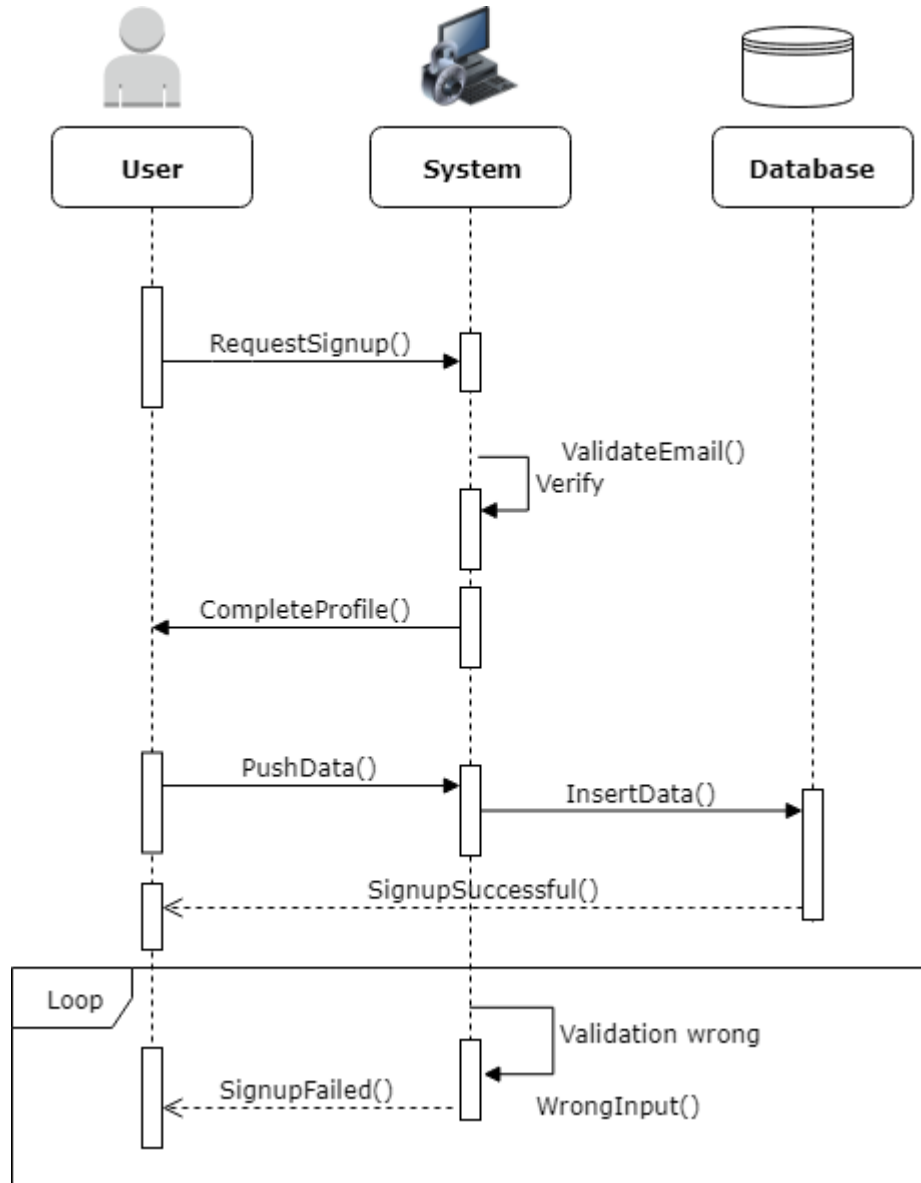 User
System
Database
RequestSignup()
ValidateEmail()
Verify
CompleteProfile()
PushData()
InsertData()
SignupSuccessful()
Loop
Validation wrong
SignupFailed()
WrongInput()